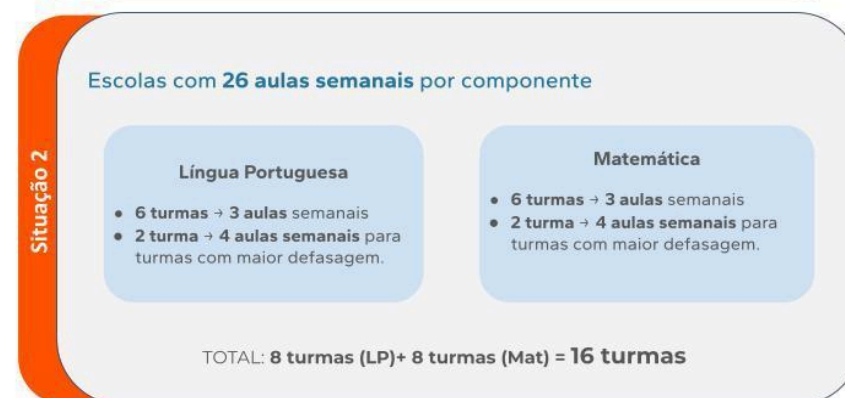 Situação 2
Escolas com 26 aulas semanais por componente
Língua Portuguesa
● 6 turmas → 3 aulas semanais
● 2 turma → 4 aulas semanais para
turmas com maior defasagem.
Matemática
● 6 turmas → 3 aulas semanais
● 2 turma → 4 aulas semanais para
turmas com maior defasagem.
TOTAL: 8 turmas (LP)+ 8 turmas (Mat) = 16 turmas